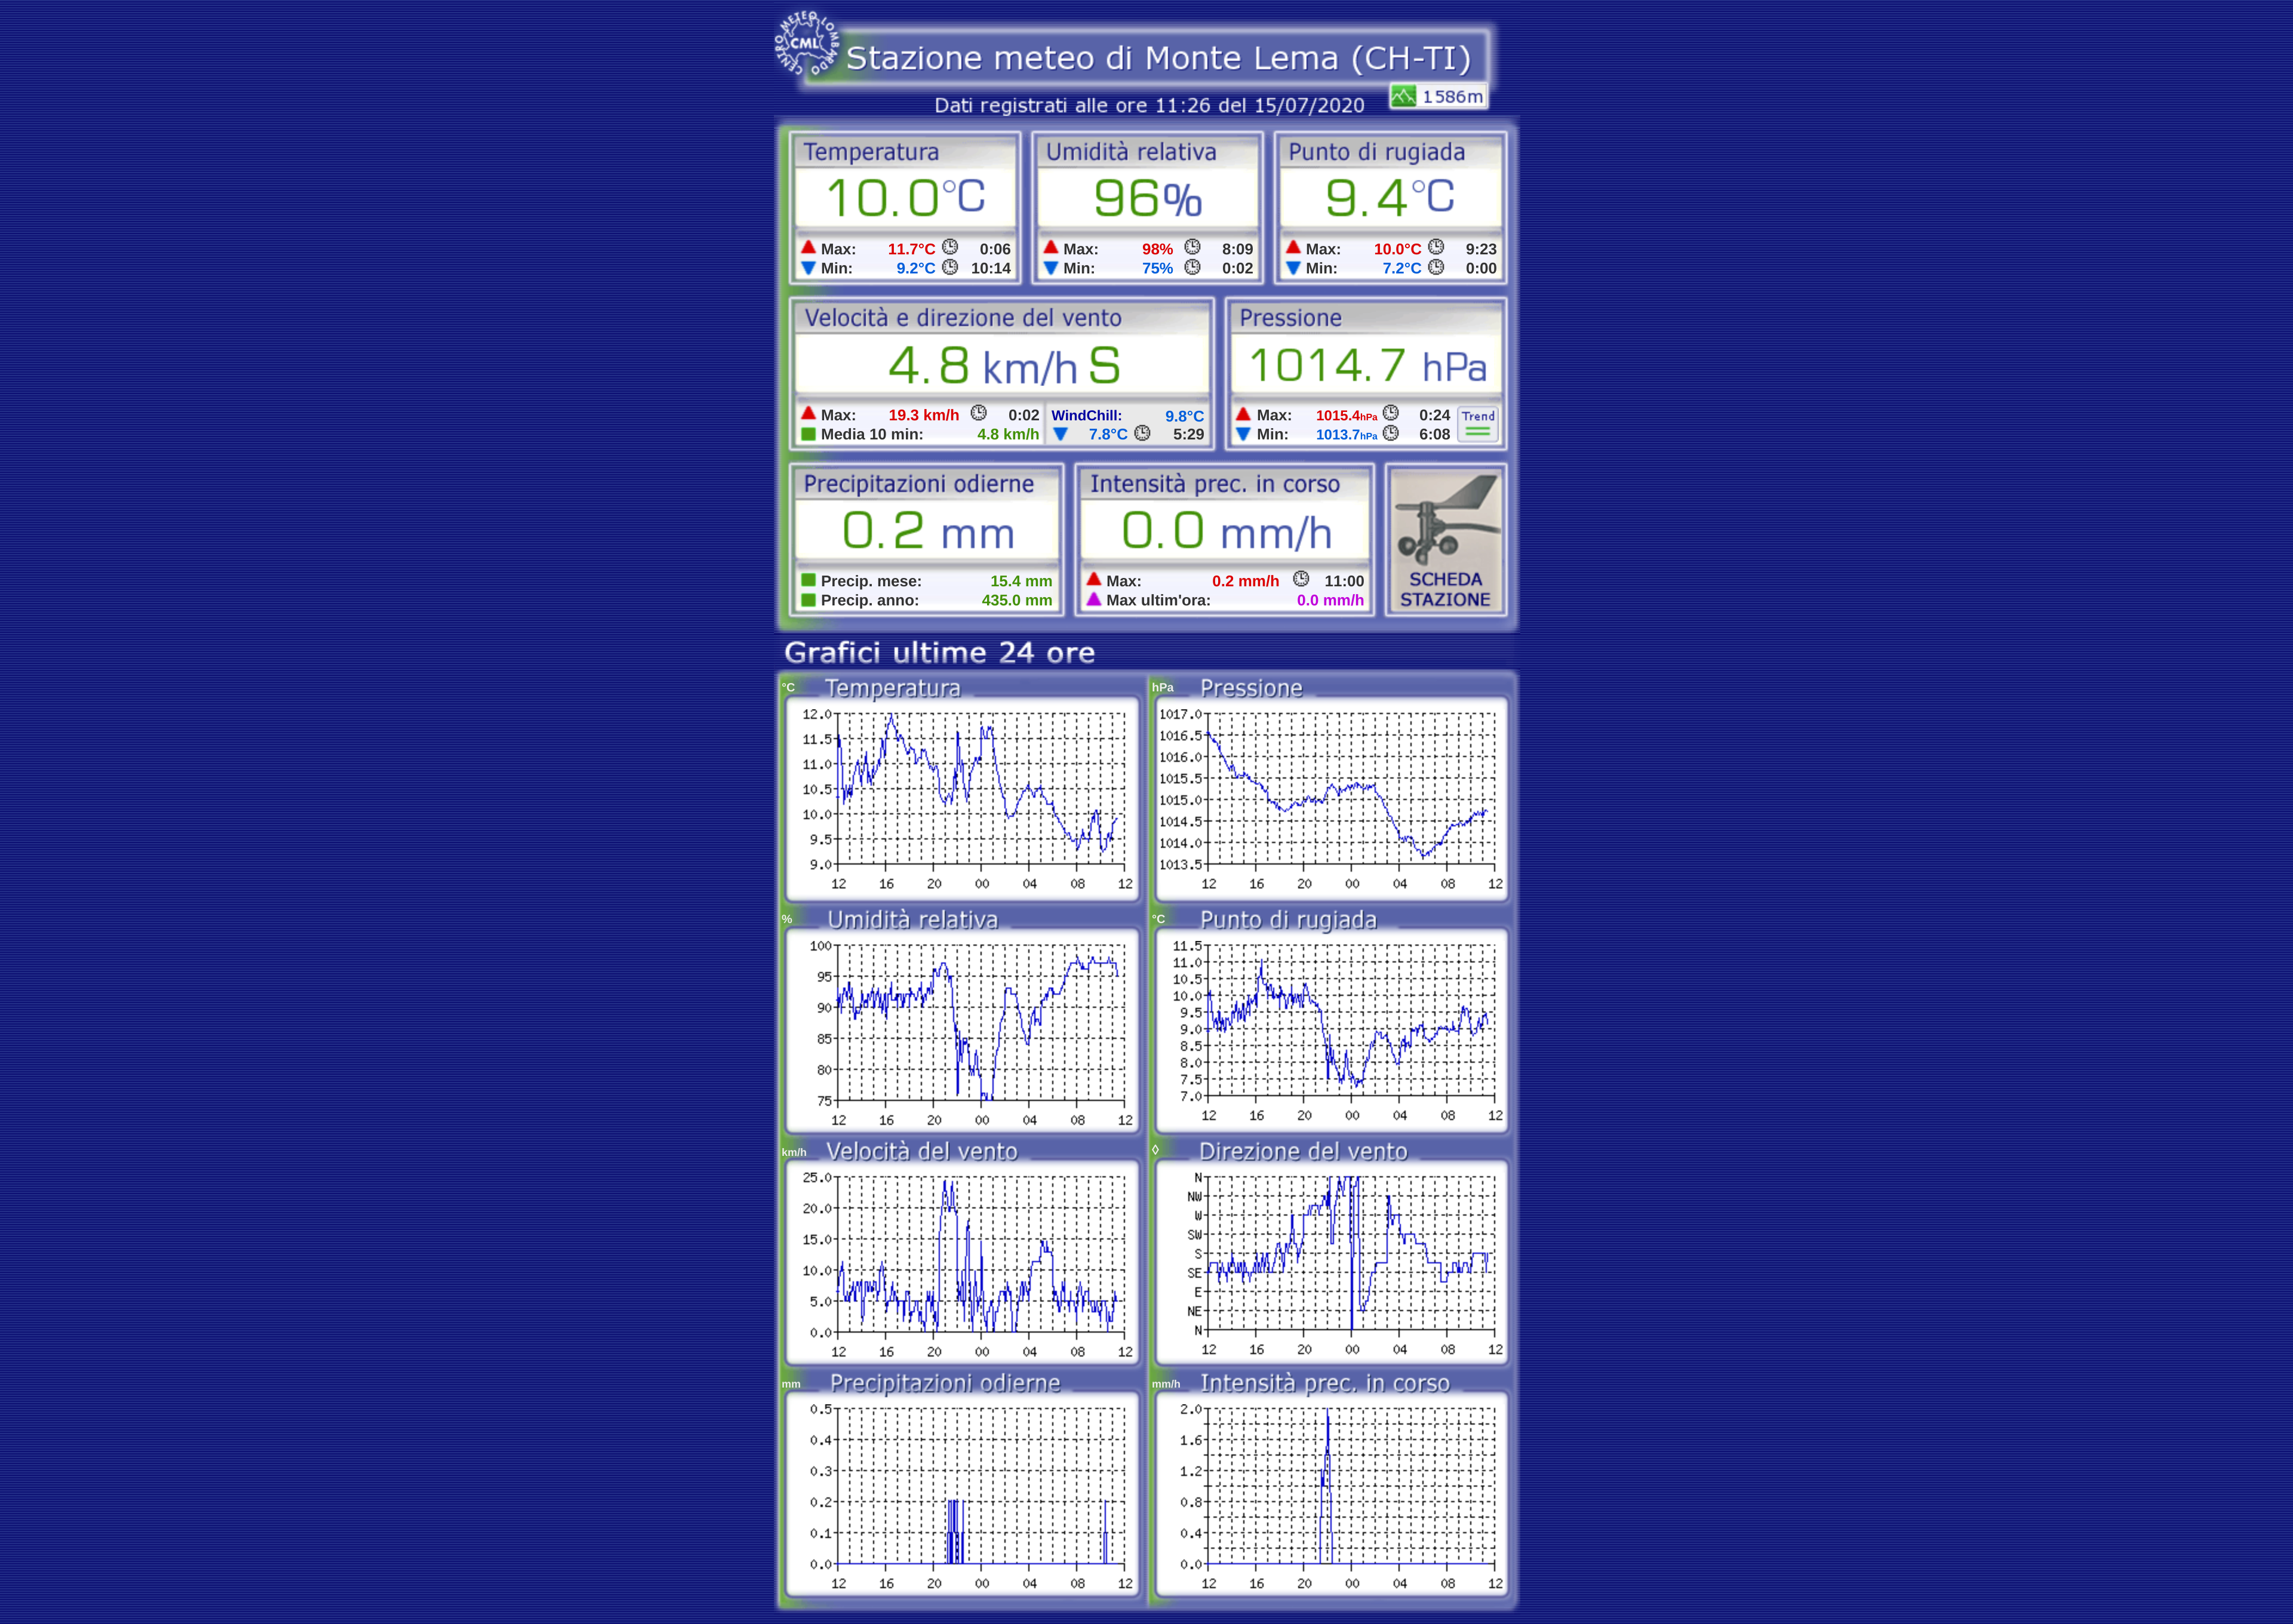 CENTRO METEO LOMBARDO
CML
Stazione meteo di Monte Lema (CH-TI)
Dati registrati alle ore 11:26 del 15/07/2020
1586m
Temperatura
10.0°C
Max: 11.7°C 0:06
Min: 9.2°C 10:14
Umidità relativa
96%
Max: 98% 8:09
Min: 75% 0:02
Punto di rugiada
9.4°C
Max: 10.0°C 9:23
Min: 7.2°C 0:00
Velocità e direzione del vento
4.8 km/h S
Max: 19.3 km/h 0:02
Media 10 min: 4.8 km/h
WindChill: 9.8°C
7.8°C 5:29
Pressione
1014.7 hPa
Max: 1015.4hPa 0:24
Min: 1013.7hPa 6:08
Trend
Precipitazioni odierne
0.2 mm
Precip. mese: 15.4 mm
Precip. anno: 435.0 mm
Intensità prec. in corso
0.0 mm/h
Max: 0.2 mm/h 11:00
Max ultim'ora: 0.0 mm/h
SCHEDA
STAZIONE
Grafici ultime 24 ore
°C Temperatura
12.0
11.5
11.0
10.5
10.0
9.5
9.0
12 16 20 00 04 08 12
hPa Pressione
1017.0
1016.5
1016.0
1015.5
1015.0
1014.5
1014.0
1013.5
12 16 20 00 04 08 12
% Umidità relativa
100
95
90
85
80
75
12 16 20 00 04 08 12
°C Punto di rugiada
11.5
11.0
10.5
10.0
9.5
9.0
8.5
8.0
7.5
7.0
12 16 20 00 04 08 12
km/h Velocità del vento
25.0
20.0
15.0
10.0
5.0
0.0
12 16 20 00 04 08 12
◊ Direzione del vento
N
NW
W
SW
S
SE
E
NE
N
12 16 20 00 04 08 12
mm Precipitazioni odierne
0.5
0.4
0.3
0.2
0.1
0.0
12 16 20 00 04 08 12
mm/h Intensità prec. in corso
2.0
1.6
1.2
0.8
0.4
0.0
12 16 20 00 04 08 12